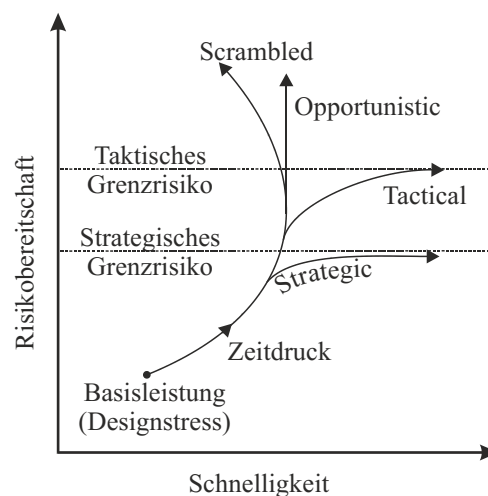 Scrambled
Opportunistic
Taktisches
Grenzrisiko
Tactical
Strategisches
Grenzrisiko
Strategic
Zeitdruck
Basisleistung
(Designstress)
Risikobereitschaft
Schnelligkeit